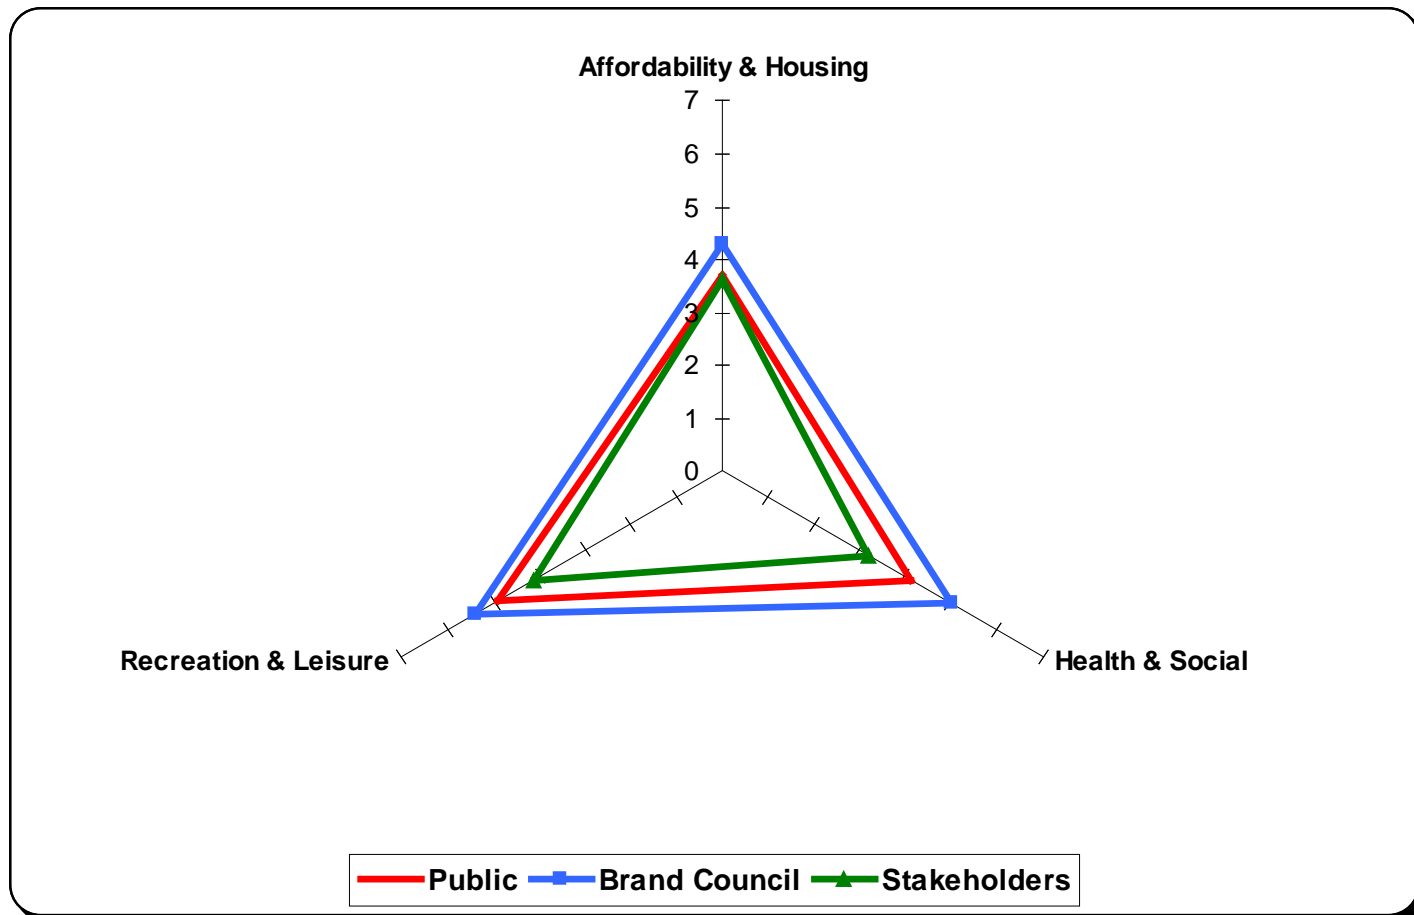 Affordability & Housing
7
6
5
4
3
2
1
0
Recreation & Leisure
Health & Social
Public
Brand Council
Stakeholders